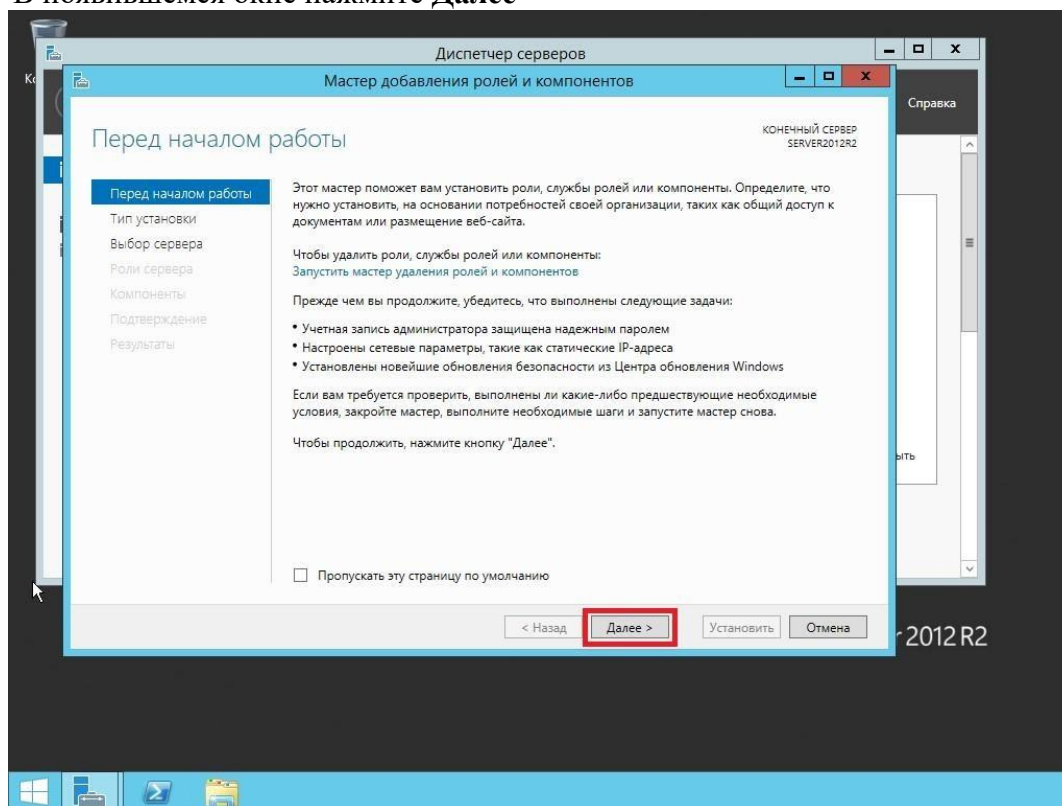 В появившемся окне нажмите Далее
Диспетчер серверов
Мастер добавления ролей и компонентов
Справка
Перед началом работы
КОНЕЧНЫЙ СЕРВЕР
SERVER2012R2
Перед началом работы
Тип установки
Выбор сервера
Роли сервера
Компоненты
Подтверждение
Результаты
Этот мастер поможет вам установить роли, службы ролей или компоненты. Определите, что
нужно установить, на основании потребностей своей организации, таких как общий доступ к
документам или размещение веб-сайта.
Чтобы удалить роли, службы ролей или компоненты:
Запустить мастер удаления ролей и компонентов
Прежде чем вы продолжите, убедитесь, что выполнены следующие задачи:
• Учетная запись администратора защищена надежным паролем
• Настроены сетевые параметры, такие как статические IP-адреса
• Установлены новейшие обновления безопасности из Центра обновления Windows
Если вам требуется проверить, выполнены ли какие-либо предшествующие необходимые
условия, закройте мастер, выполните необходимые шаги и запустите мастер снова.
Чтобы продолжить, нажмите кнопку "Далее".
ыть
Пропускать эту страницу по умолчанию
< Назад
Далее >
Установить
Отмена
2012 R2